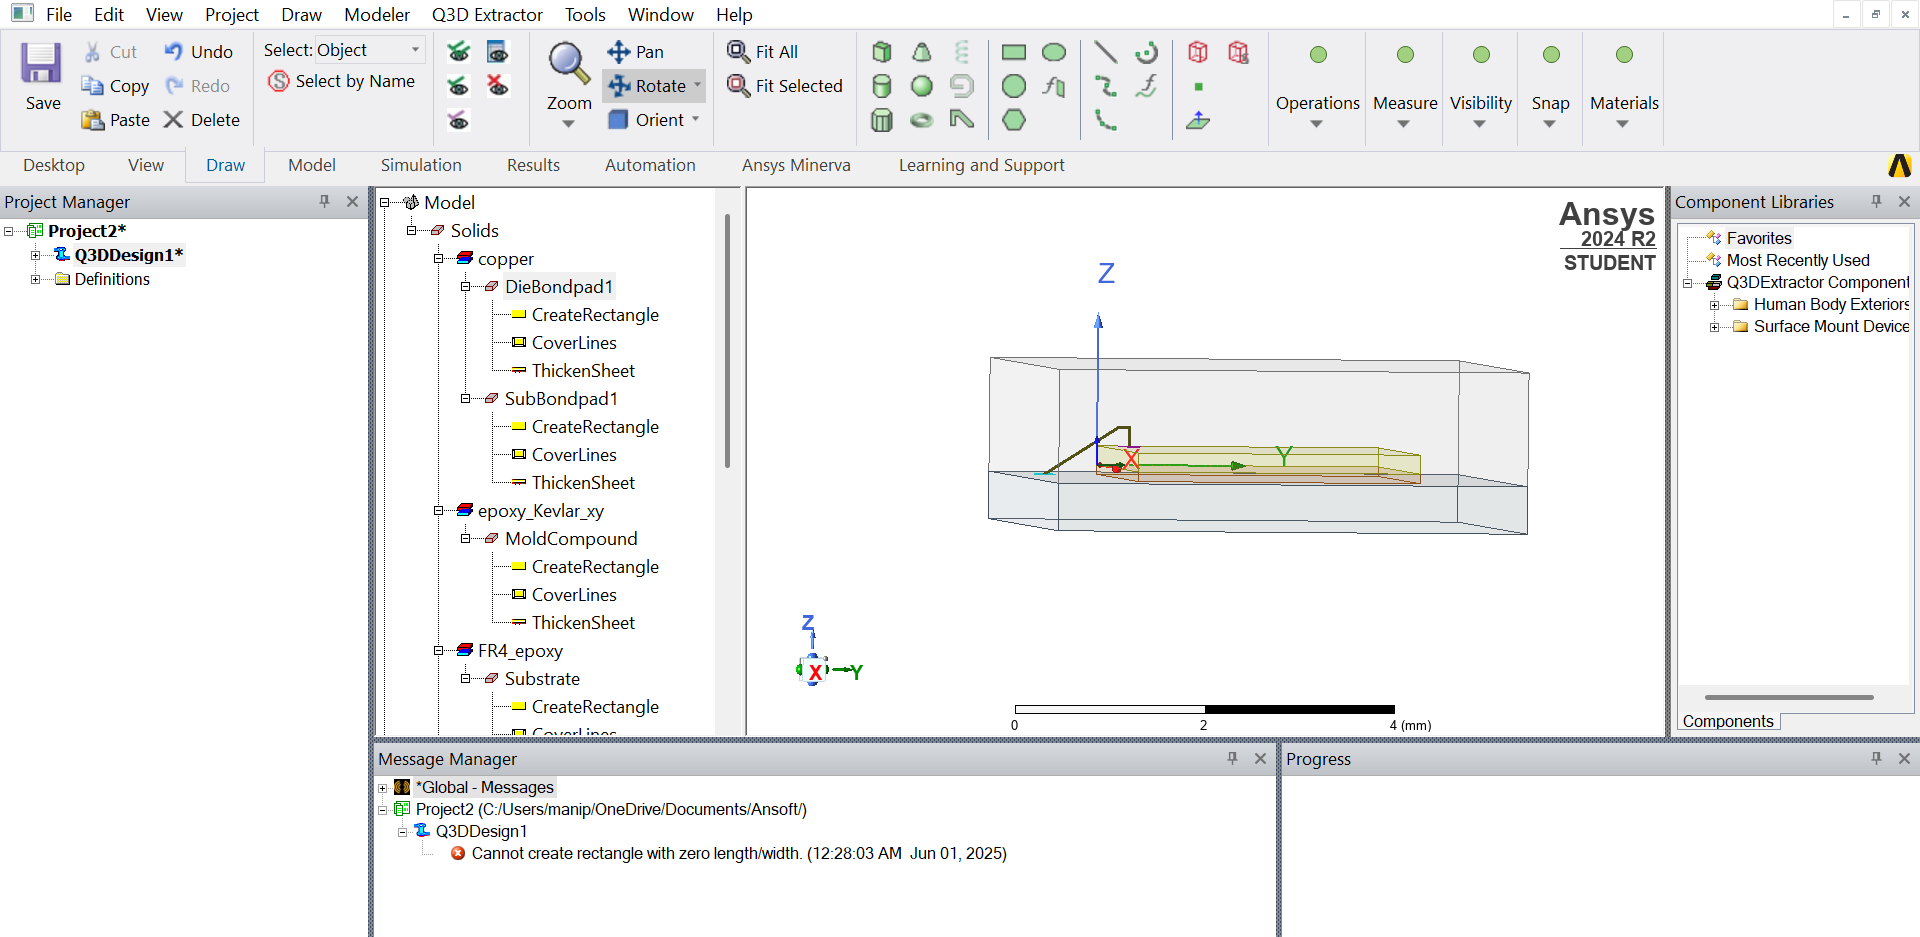 File Edit View Project Draw Modeler Q3D Extractor Tools Window Help
Save
Cut
Copy
Paste
Undo
Redo
Delete
Select: Object
Select by Name
Zoom
Pan
Rotate
Orient
Fit All
Fit Selected
Operations
Measure
Visibility
Snap
Materials
Desktop View Draw Model Simulation Results Automation Ansys Minerva Learning and Support
Project Manager
Project2*
Q3DDesign1*
Definitions
Model
Solids
copper
DieBondpad1
CreateRectangle
CoverLines
ThickenSheet
SubBondpad1
CreateRectangle
CoverLines
ThickenSheet
epoxy_Kevlar_xy
MoldCompound
CreateRectangle
CoverLines
ThickenSheet
FR4_epoxy
Substrate
CreateRectangle
CoverLines
Ansys
2024 R2
STUDENT
Z
X
Y
Z
X
Y
0 2 4 (mm)
Component Libraries
Favorites
Most Recently Used
Q3DExtractor Component
Human Body Exteriors
Surface Mount Device
Components
Message Manager
*Global - Messages
Project2 (C:/Users/manip/OneDrive/Documents/Ansoft/)
Q3DDesign1
Cannot create rectangle with zero length/width. (12:28:03 AM  Jun 01, 2025)
Progress